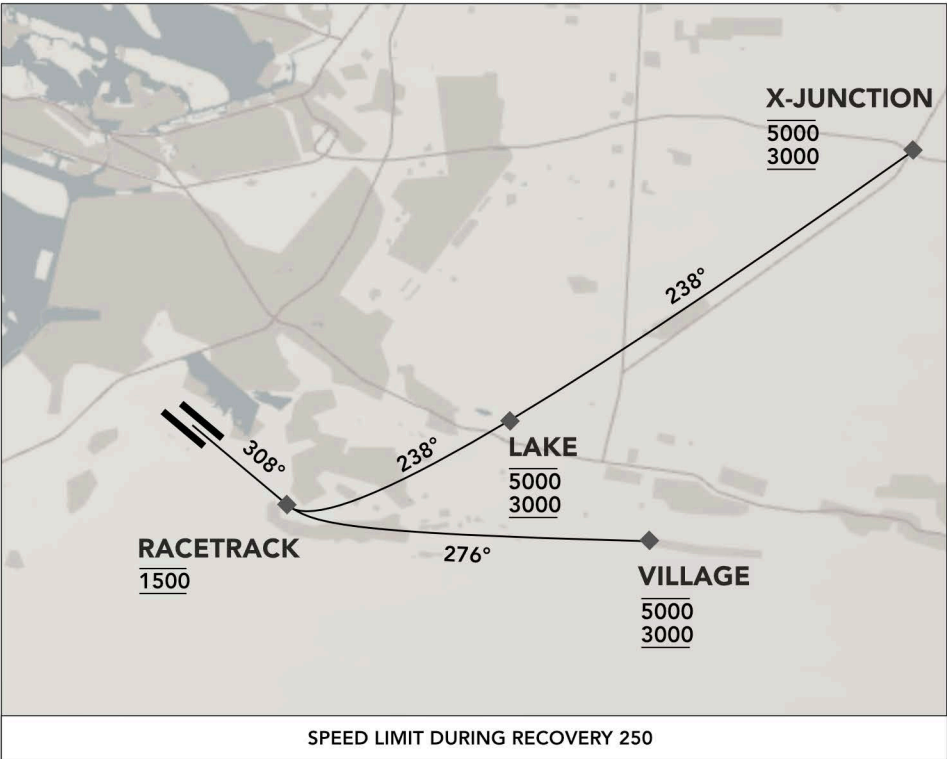 X-JUNCTION
5000
3000
238°
LAKE
5000
3000
238°
308°
RACETRACK
1500
276°
VILLAGE
5000
3000
SPEED LIMIT DURING RECOVERY 250